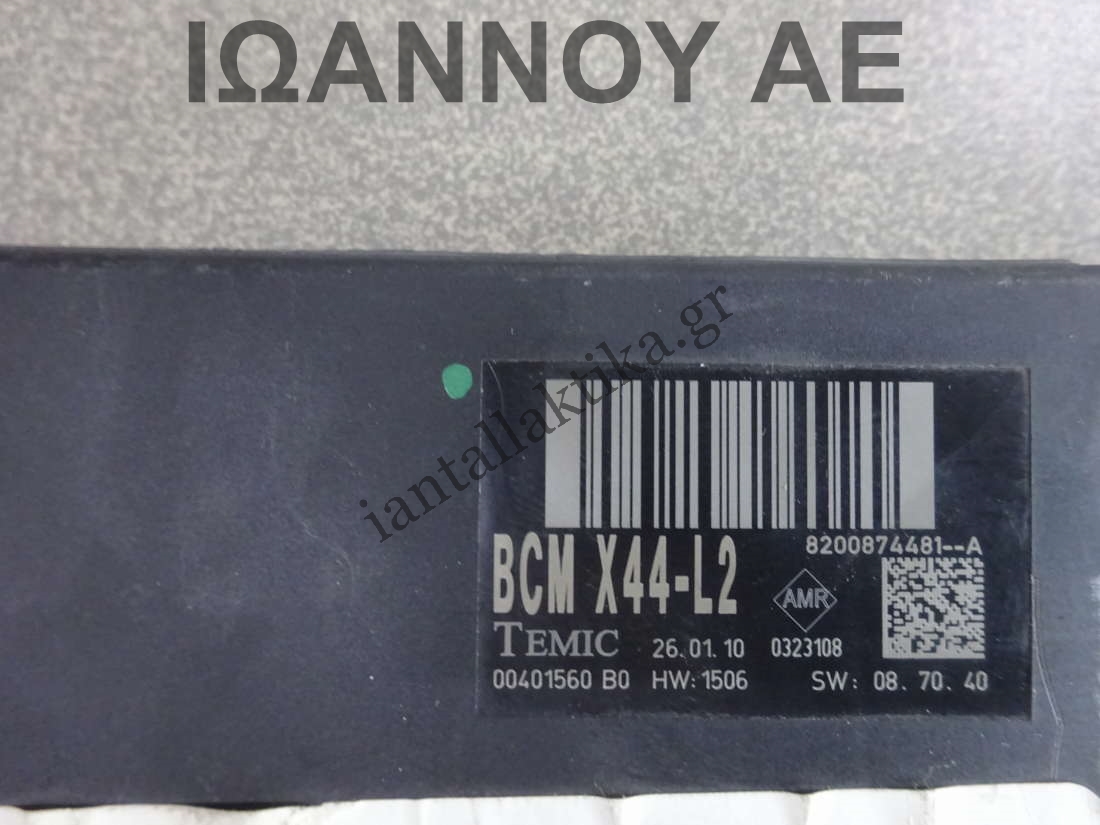 ΙΩΑΝΝΟΥ ΑΕ
iantallaktika.gr
8200874481--A
BCM X44-L2
AMR
TEMIC 26.01.10 0323108
00401560 B0 HW: 1506 SW: 08.70.40